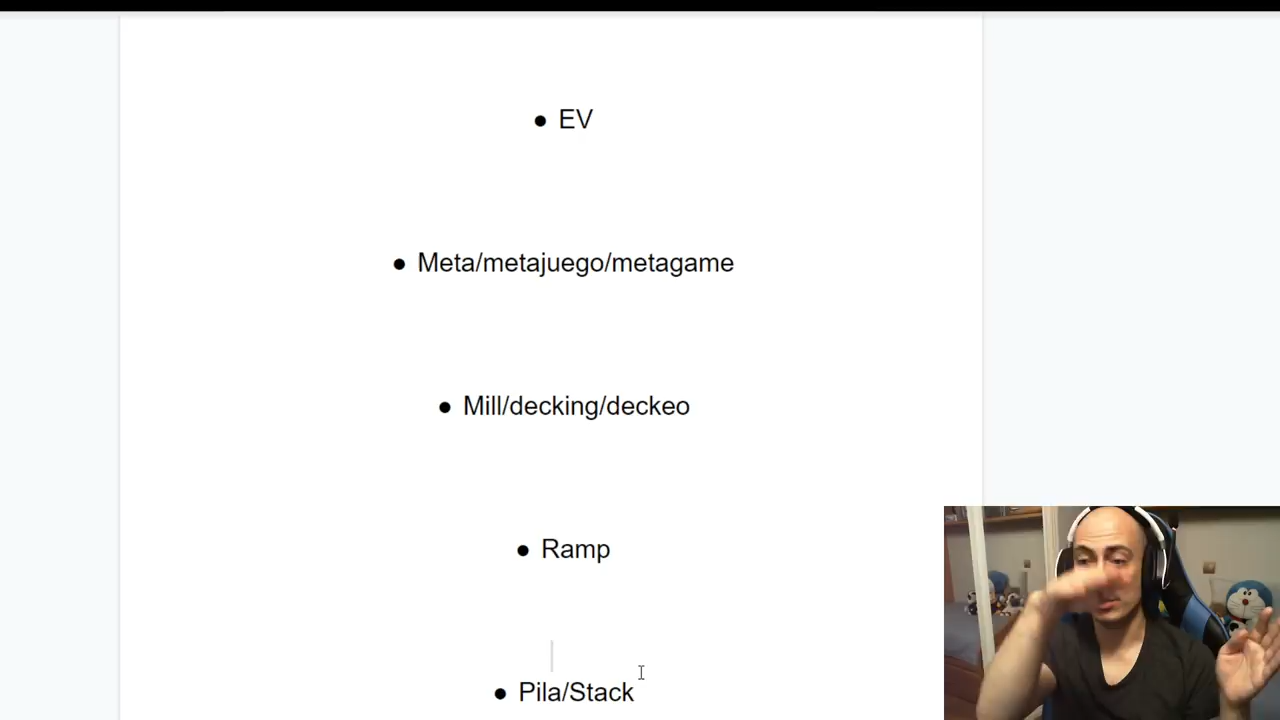 ● EV
● Meta/metajuego/metagame
● Mill/decking/deckeo
● Ramp
● Pila/Stack